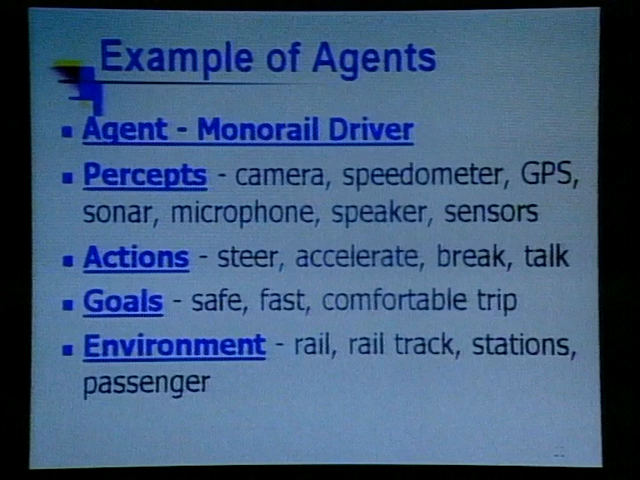 Example of Agents
Agent - Monorail Driver
Percepts - camera, speedometer, GPS,
sonar, microphone, speaker, sensors
Actions - steer, accelerate, break, talk
Goals - safe, fast, comfortable trip
Environment - rail, rail track, stations,
passenger